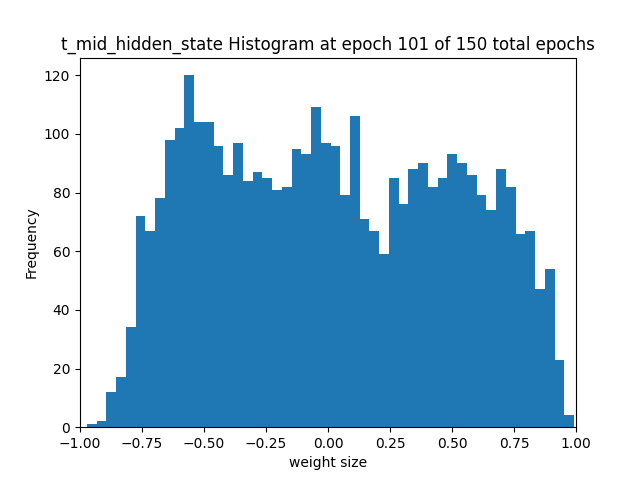 t_mid_hidden_state Histogram at epoch 101 of 150 total epochs
120
100
80
60
40
20
0
Frequency
−1.00 −0.75 −0.50 −0.25 0.00 0.25 0.50 0.75 1.00
weight size